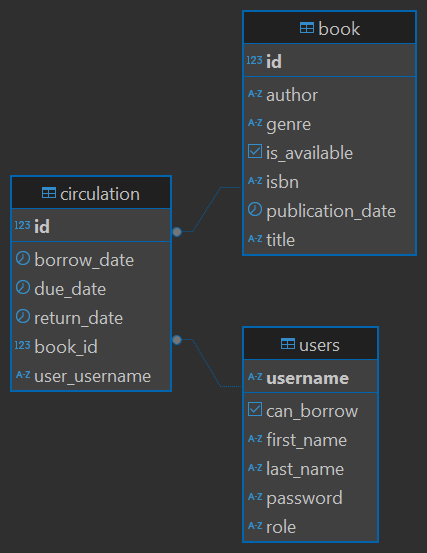 book
123 id
A-Z author
A-Z genre
is_available
A-Z isbn
publication_date
A-Z title
circulation
123 id
borrow_date
due_date
return_date
123 book_id
A-Z user_username
users
A-Z username
can_borrow
A-Z first_name
A-Z last_name
A-Z password
A-Z role